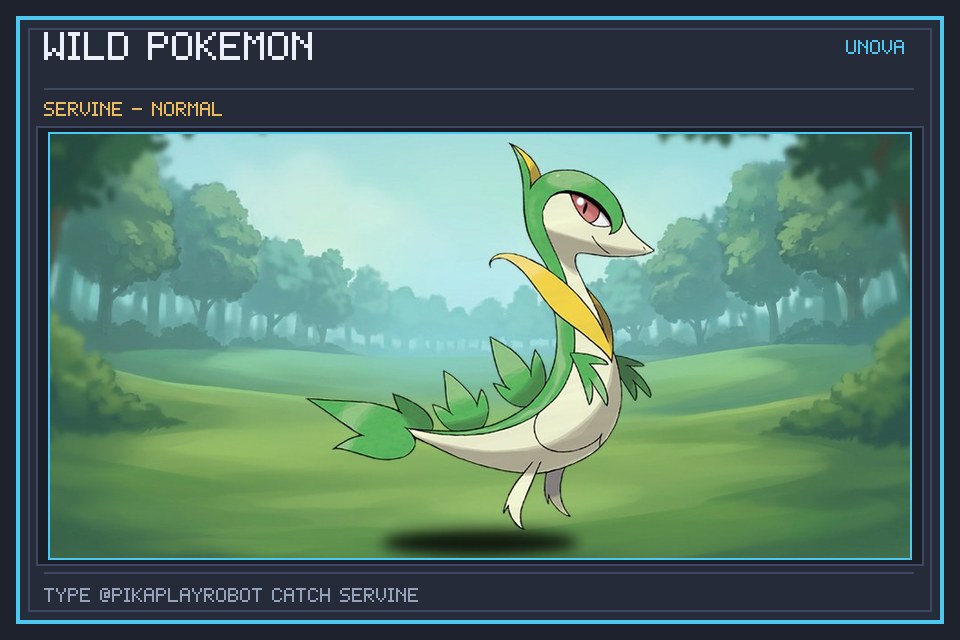 WILD POKEMON
UNOVA
SERVINE - NORMAL
TYPE @PIKAPLAYROBOT CATCH SERVINE